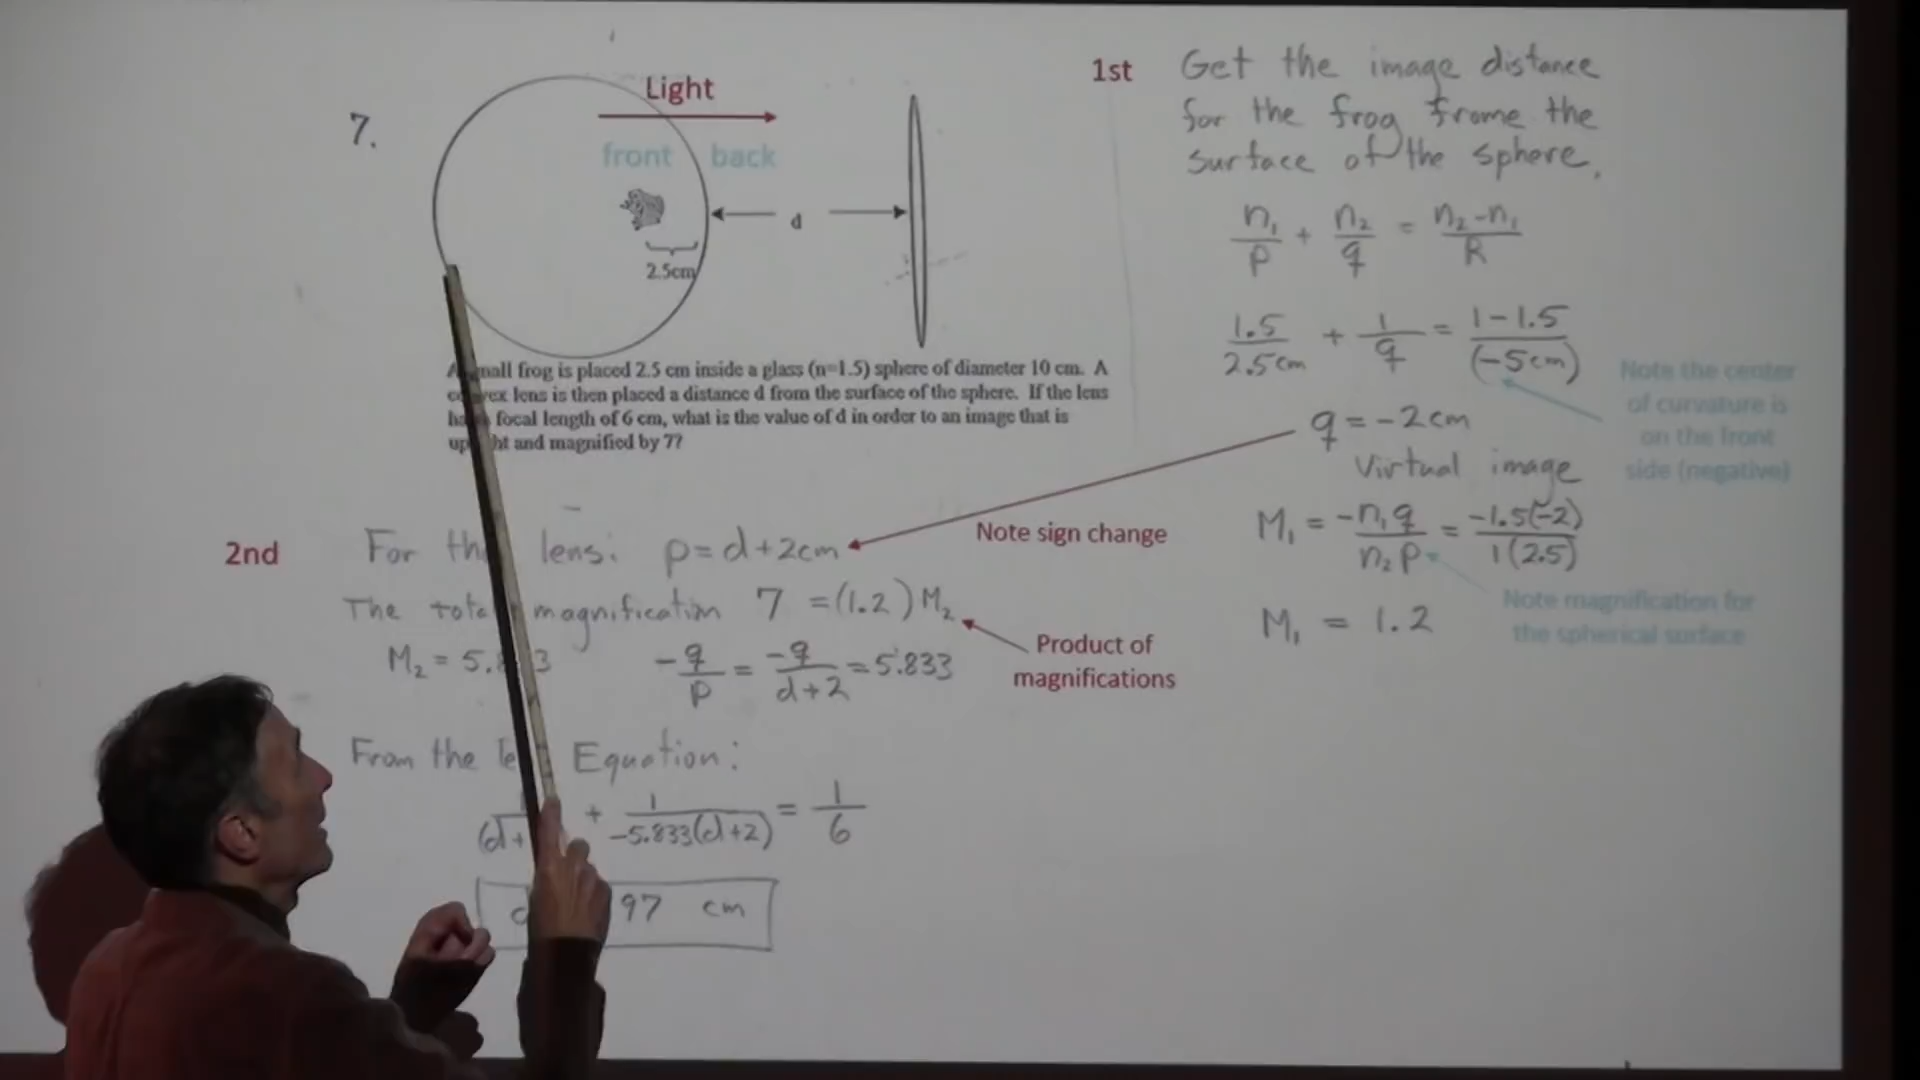 7.
Light
front back
d
2.5cm
small frog is placed 2.5 cm inside a glass (n=1.5) sphere of diameter 10 cm. A
lens is then placed a distance d from the surface of the sphere. If the lens
focal length of 6 cm, what is the value of d in order to an image that is
and magnified by 7?
1st Get the image distance
for the frog frome the
surface of the sphere.
n₁/p + n₂/q = n₂-n₁/R
1.5/2.5cm + 1/q = 1-1.5/(-5cm)
Note the center
of curvature is
on the front
side (negative)
q = -2cm
Virtual image
M₁ = -n₁q/n₂p = -1.5(-2)/1(2.5)
Note magnification for
the spherical surface
M₁ = 1.2
2nd For lens: p = d+2cm
Note sign change
The magnification 7 = (1.2) M₂
Product of
magnifications
M₂ = -q/p = -q/d+2 = 5.833
From the Equation:
+ 1/-5.833(d+2) = 1/6
97 cm